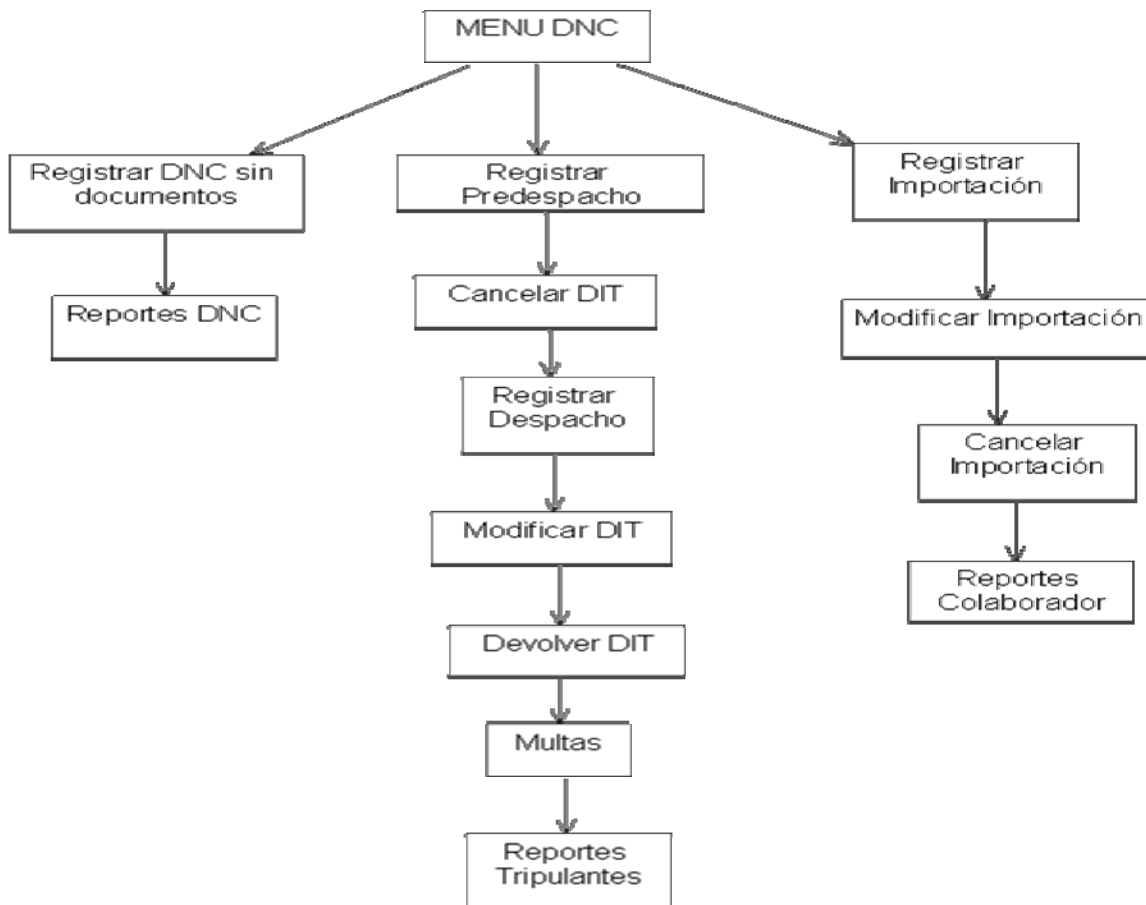 MENU DNC
Registrar DNC sin
documentos
Reportes DNC
Registrar
Predespacho
Cancelar DIT
Registrar
Despacho
Modificar DIT
Devolver DIT
Multas
Reportes
Tripulantes
Registrar
Importación
Modificar Importación
Cancelar
Importación
Reportes
Colaborador